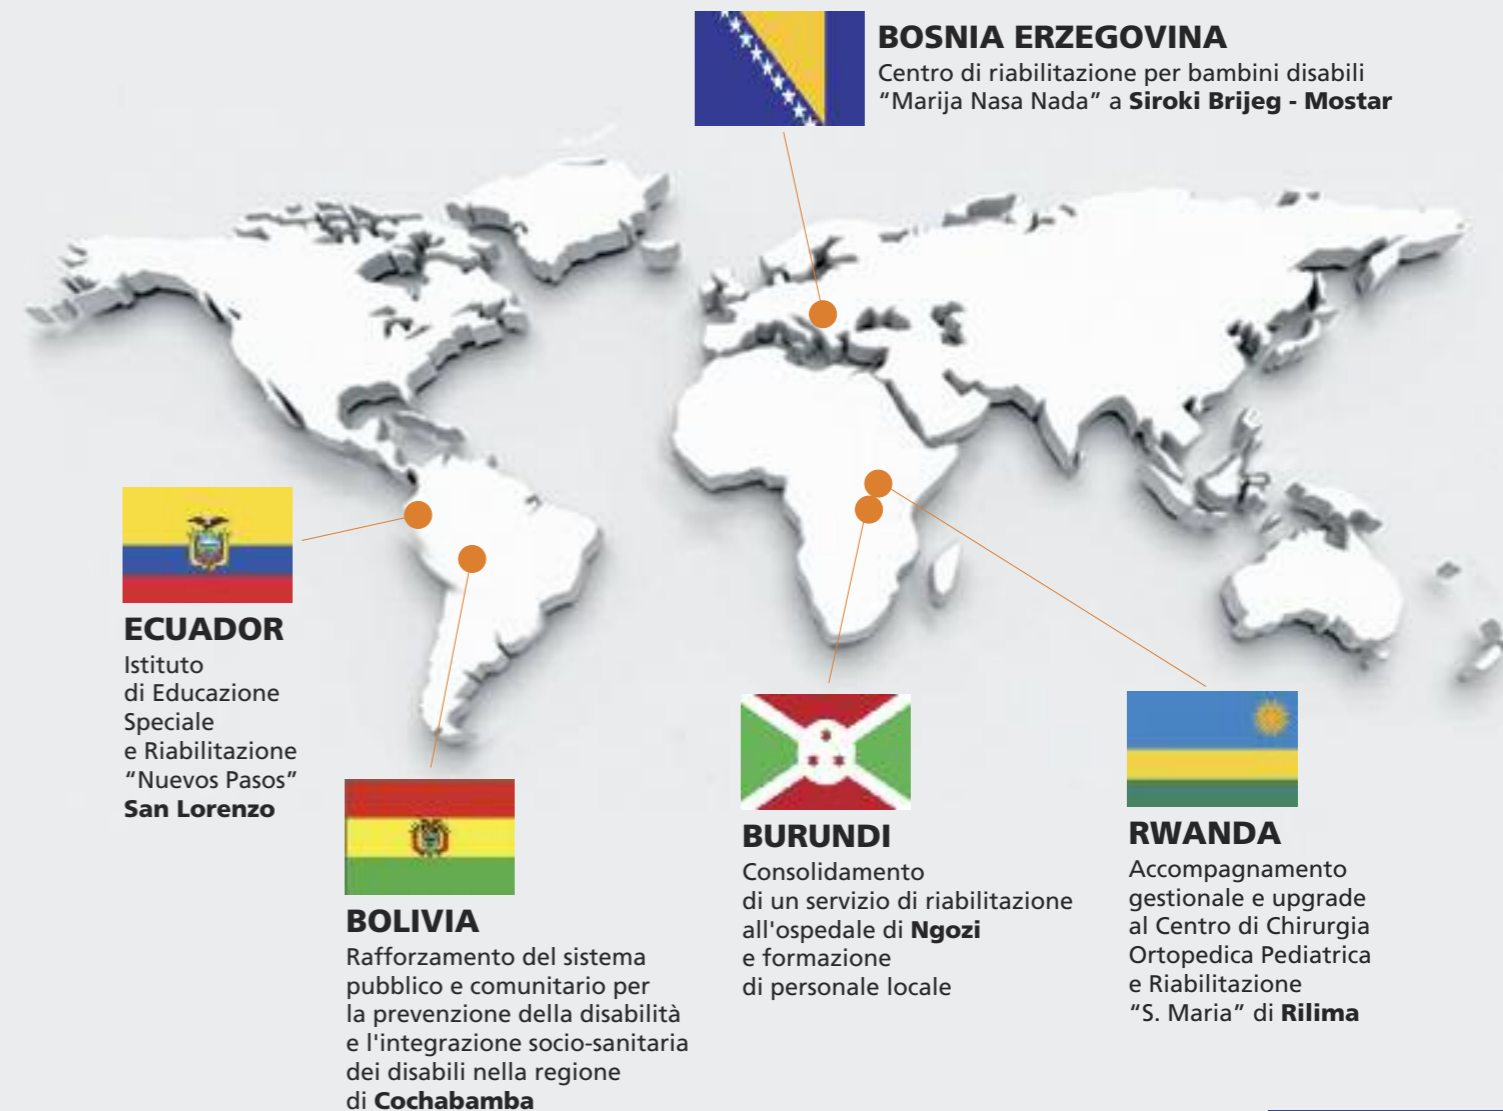 BOSNIA ERZEGOVINA
Centro di riabilitazione per bambini disabili
“Marija Nasa Nada” a Siroki Brijeg - Mostar
ECUADOR
Istituto
di Educazione
Speciale
e Riabilitazione
“Nuevos Pasos”
San Lorenzo
BOLIVIA
Rafforzamento del sistema
pubblico e comunitario per
la prevenzione della disabilità
e l'integrazione socio-sanitaria
dei disabili nella regione
di Cochabamba
BURUNDI
Consolidamento
di un servizio di riabilitazione
all'ospedale di Ngozi
e formazione
di personale locale
RWANDA
Accompagnamento
gestionale e upgrade
al Centro di Chirurgia
Ortopedica Pediatrica
e Riabilitazione
“S. Maria” di Rilima